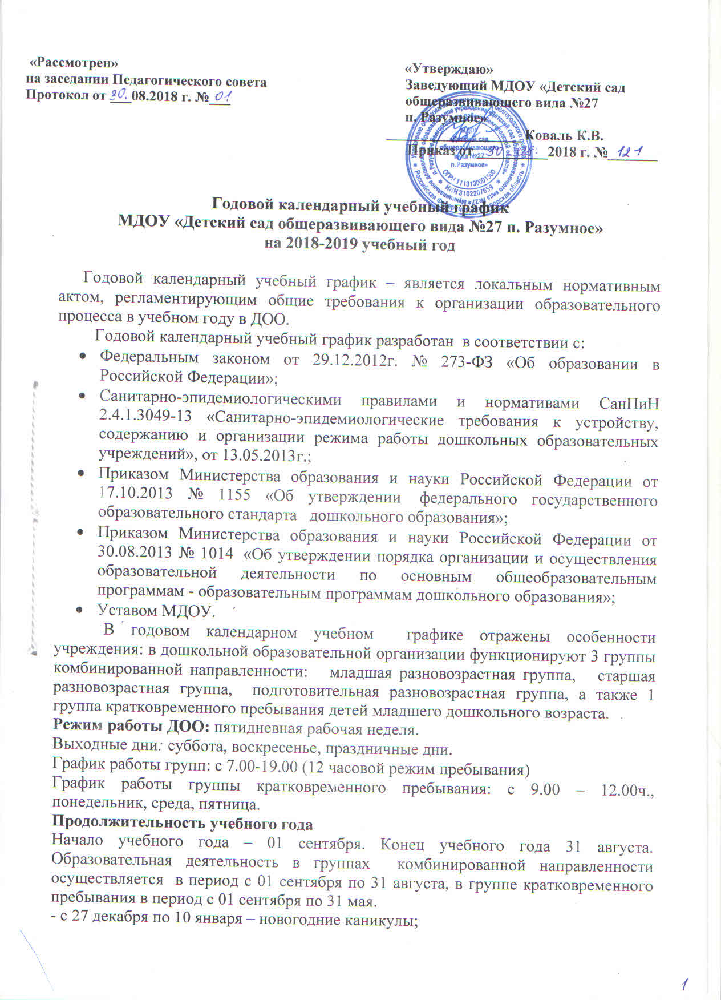 «Рассмотрен»
на заседании Педагогического совета
Протокол от 30.08.2018 г. № 01
«Утверждаю»
Заведующий МДОУ «Детский сад
общеразвивающего вида №27
п. Разумное»
Коваль К.В.
Приказ от 30 2018 г. № 121
МДОУ
«Детский сад
общеразвивающего
вида №27
п. Разумное»
ОГРН 1113130001500
ИНН 3102207659
Годовой календарный учебный график
МДОУ «Детский сад общеразвивающего вида №27 п. Разумное»
на 2018-2019 учебный год
Годовой календарный учебный график – является локальным нормативным
актом, регламентирующим общие требования к организации образовательного
процесса в учебном году в ДОО.
Годовой календарный учебный график разработан в соответствии с:
• Федеральным законом от 29.12.2012г. № 273-ФЗ «Об образовании в
Российской Федерации»;
• Санитарно-эпидемиологическими правилами и нормативами СанПиН
2.4.1.3049-13 «Санитарно-эпидемиологические требования к устройству,
содержанию и организации режима работы дошкольных образовательных
учреждений», от 13.05.2013г.;
• Приказом Министерства образования и науки Российской Федерации от
17.10.2013 № 1155 «Об утверждении федерального государственного
образовательного стандарта дошкольного образования»;
• Приказом Министерства образования и науки Российской Федерации от
30.08.2013 № 1014 «Об утверждении порядка организации и осуществления
образовательной деятельности по основным общеобразовательным
программам - образовательным программам дошкольного образования»;
• Уставом МДОУ.
В годовом календарном учебном графике отражены особенности
учреждения: в дошкольной образовательной организации функционируют 3 группы
комбинированной направленности: младшая разновозрастная группа, старшая
разновозрастная группа, подготовительная разновозрастная группа, а также 1
группа кратковременного пребывания детей младшего дошкольного возраста.
Режим работы ДОО: пятидневная рабочая неделя.
Выходные дни: суббота, воскресенье, праздничные дни.
График работы групп: с 7.00-19.00 (12 часовой режим пребывания)
График работы группы кратковременного пребывания: с 9.00 – 12.00ч.,
понедельник, среда, пятница.
Продолжительность учебного года
Начало учебного года – 01 сентября. Конец учебного года 31 августа.
Образовательная деятельность в группах комбинированной направленности
осуществляется в период с 01 сентября по 31 августа, в группе кратковременного
пребывания в период с 01 сентября по 31 мая.
- с 27 декабря по 10 января – новогодние каникулы;
1